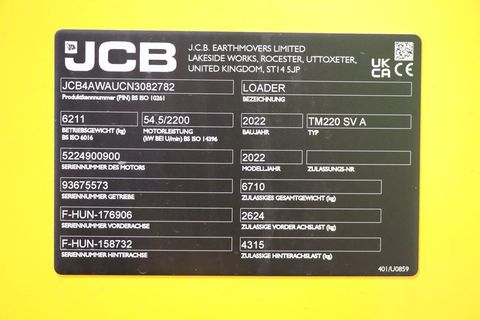 JCB
J.C.B. EARTHMOVERS LIMITED
LAKESIDE WORKS, ROCESTER, UTTOXETER,
UNITED KINGDOM, ST14 5JP
UK
CA
CE
JCB4AWAUCN3082782
LOADER
Produktkennnummer (PIN) BS ISO 10261
BEZEICHNUNG
6211
54.5/2200
2022
TM220 SV A
BETRIEBSGEWICHT (kg)
BS ISO 6016
MOTORLEISTUNG
(kW BEI U/min) BS ISO 14396
BAUJAHR
TYP
5224900900
2022
SERIENNUMMER DES MOTORS
MODELLJAHR
ZULASSUNGS-NR
93675573
6710
SERIENNUMMER GETRIEBE
ZULÄSSIGES GESAMTGEWICHT (kg)
F-HUN-176906
2624
SERIENNUMMER VORDERACHSE
ZULÄSSIGE VORDER ACHSLAST (kg)
F-HUN-158732
4315
SERIENNUMMER HINTERACHSE
ZULÄSSIGE HINTERACHSLAST (kg)
401/U0859